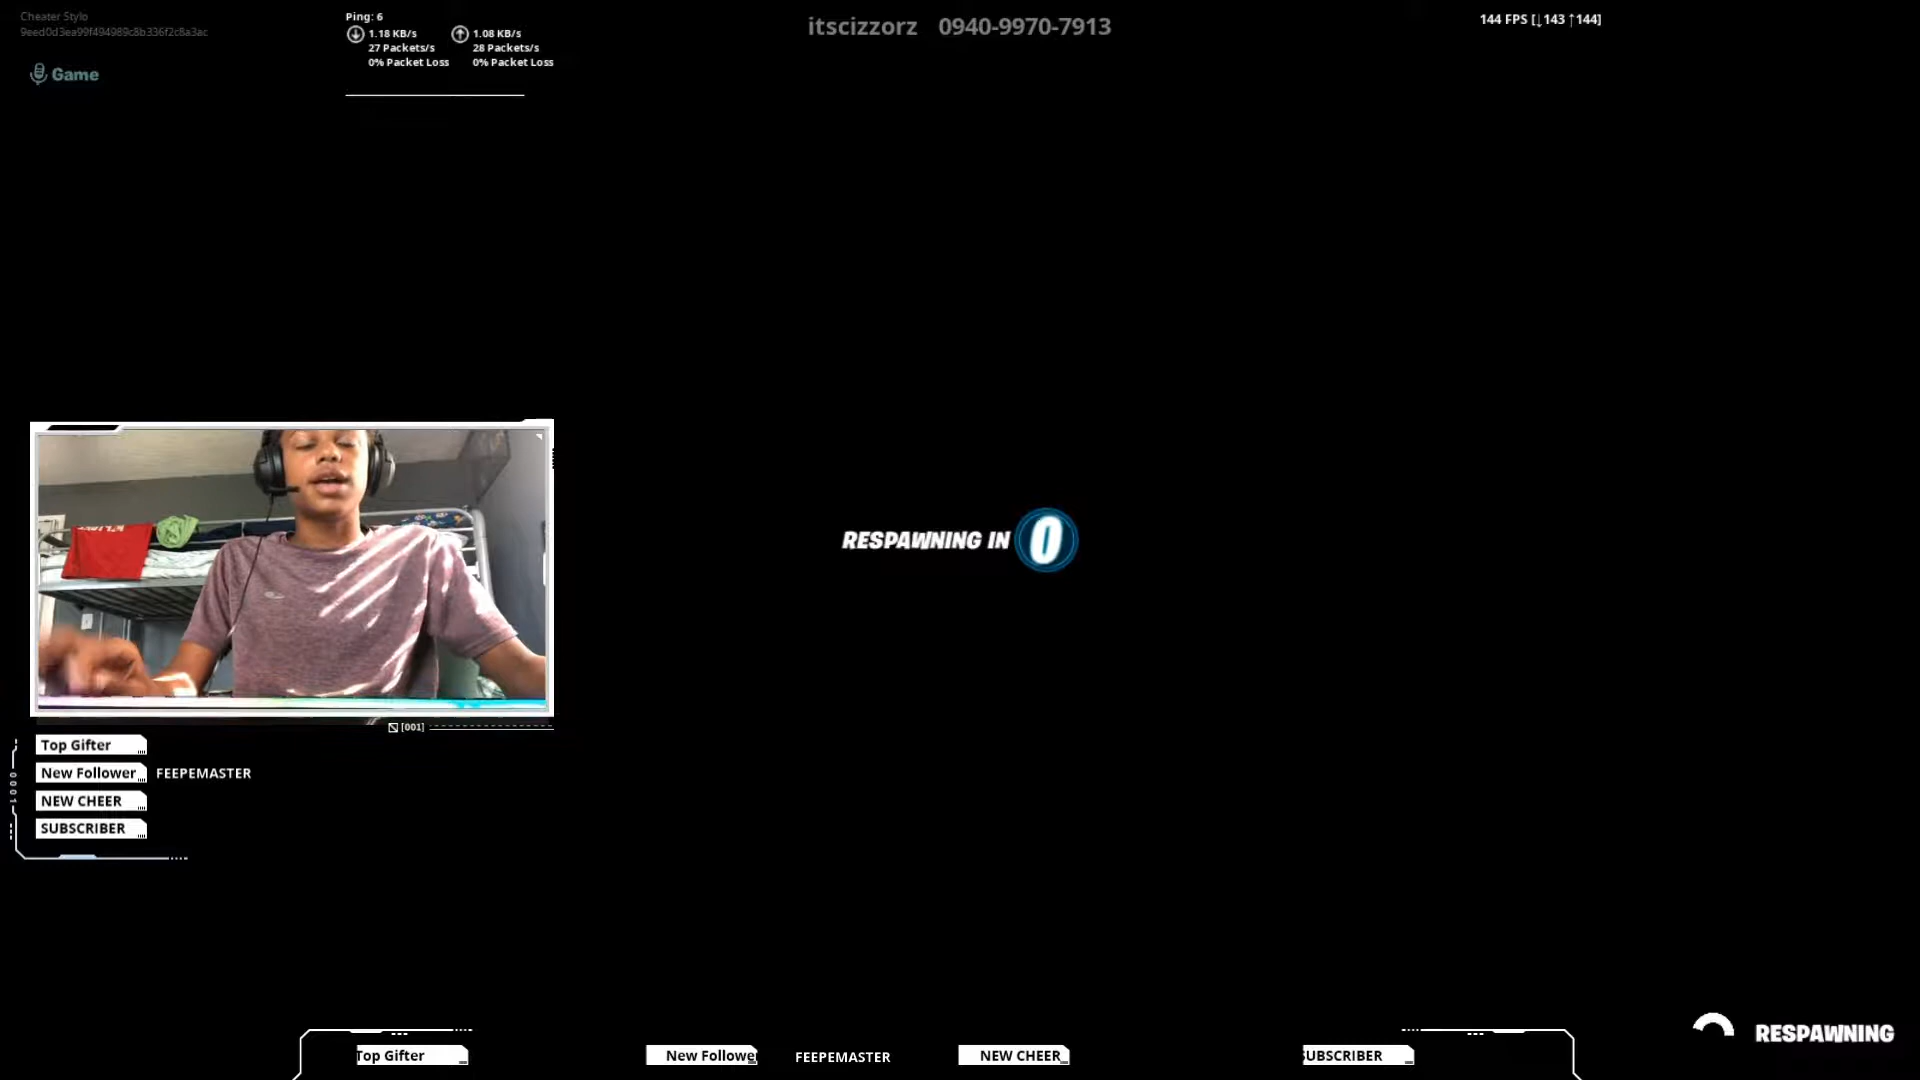 Cheater Stylo
9eed0d3ea99f494989c8b336f2c8a3ac
Game
Ping: 6
1.18 KB/s 1.08 KB/s
27 Packets/s 28 Packets/s
0% Packet Loss 0% Packet Loss
itscizzorz 0940-9970-7913
144 FPS [↓143 ↑144]
RESPAWNING IN 0
[001]
Top Gifter
New Follower FEEPEMASTER
NEW CHEER
SUBSCRIBER
0001
Top Gifter New Follower FEEPEMASTER NEW CHEER SUBSCRIBER
RESPAWNING